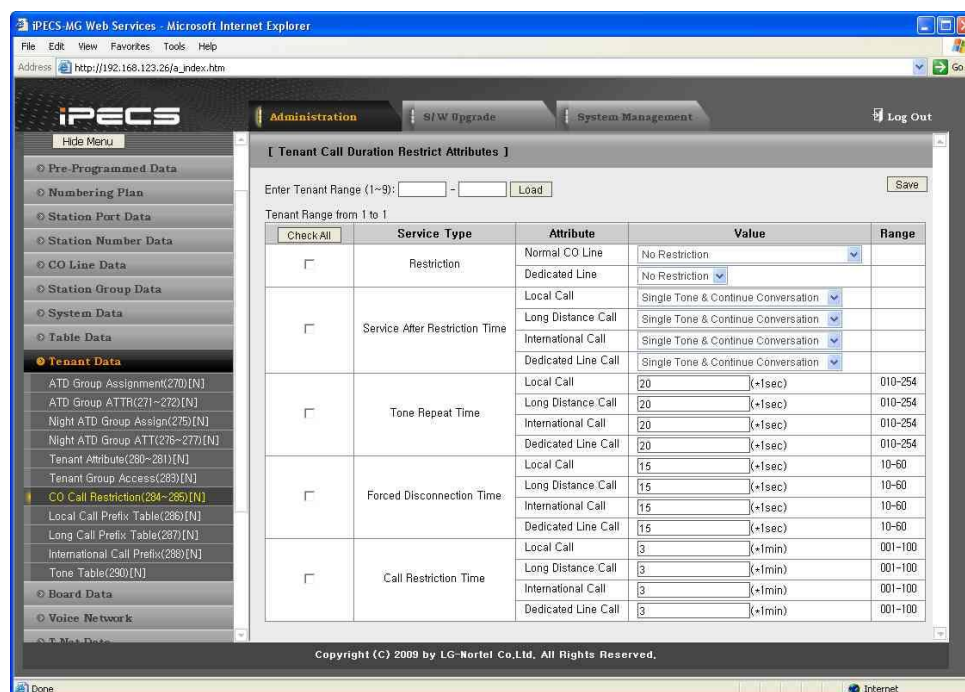 iPECS-MG Web Services - Microsoft Internet Explorer
File Edit View Favorites Tools Help
Address http://192.168.123.26/a_index.htm Go
iPECS
Administration S/W Upgrade System Management Log Out
Hide Menu
Pre-Programmed Data
Numbering Plan
Station Port Data
Station Number Data
CO Line Data
Station Group Data
System Data
Table Data
Tenant Data
ATD Group Assignment(270)[N]
ATD Group ATTR(271~272)[N]
Night ATD Group Assign(275)[N]
Night ATD Group ATT(276~277)[N]
Tenant Attribute(280~281)[N]
Tenant Group Access(283)[N]
CO Call Restriction(284~285)[N]
Local Call Prefix Table(286)[N]
Long Call Prefix Table(287)[N]
International Call Prefix(288)[N]
Tone Table(290)[N]
Board Data
Voice Network
T-Net Data
[ Tenant Call Duration Restrict Attributes ]
Enter Tenant Range (1~9): - Load Save
Tenant Range from 1 to 1
Check All Service Type Attribute Value Range
Restriction
Normal CO Line No Restriction
Dedicated Line No Restriction
Service After Restriction Time
Local Call Single Tone & Continue Conversation
Long Distance Call Single Tone & Continue Conversation
International Call Single Tone & Continue Conversation
Dedicated Line Call Single Tone & Continue Conversation
Tone Repeat Time
Local Call 20 (*1sec) 010-254
Long Distance Call 20 (*1sec) 010-254
International Call 20 (*1sec) 010-254
Dedicated Line Call 20 (*1sec) 010-254
Forced Disconnection Time
Local Call 15 (*1sec) 10-60
Long Distance Call 15 (*1sec) 10-60
International Call 15 (*1sec) 10-60
Dedicated Line Call 15 (*1sec) 10-60
Call Restriction Time
Local Call 3 (*1min) 001-100
Long Distance Call 3 (*1min) 001-100
International Call 3 (*1min) 001-100
Dedicated Line Call 3 (*1min) 001-100
Copyright (C) 2009 by LG-Nortel Co,Ltd, All Rights Reserved,
Done Internet